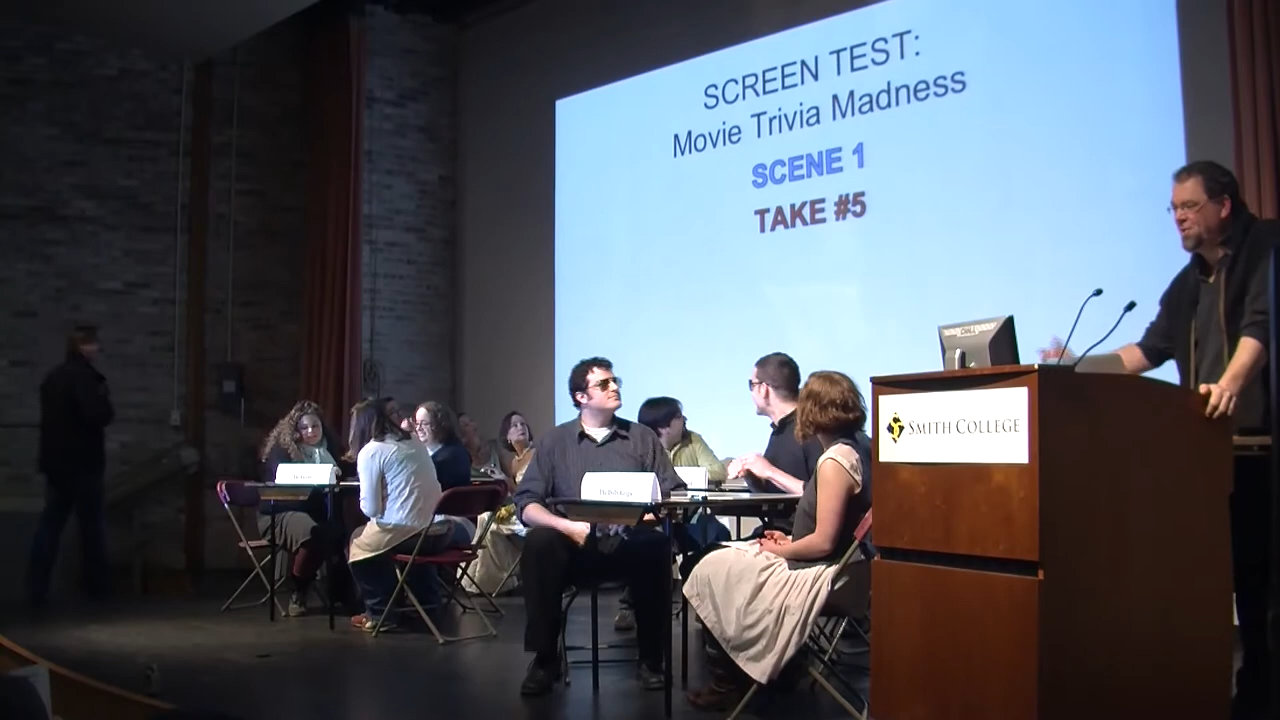 SCREEN TEST:
Movie Trivia Madness
SCENE 1
TAKE #5
SMITH COLLEGE